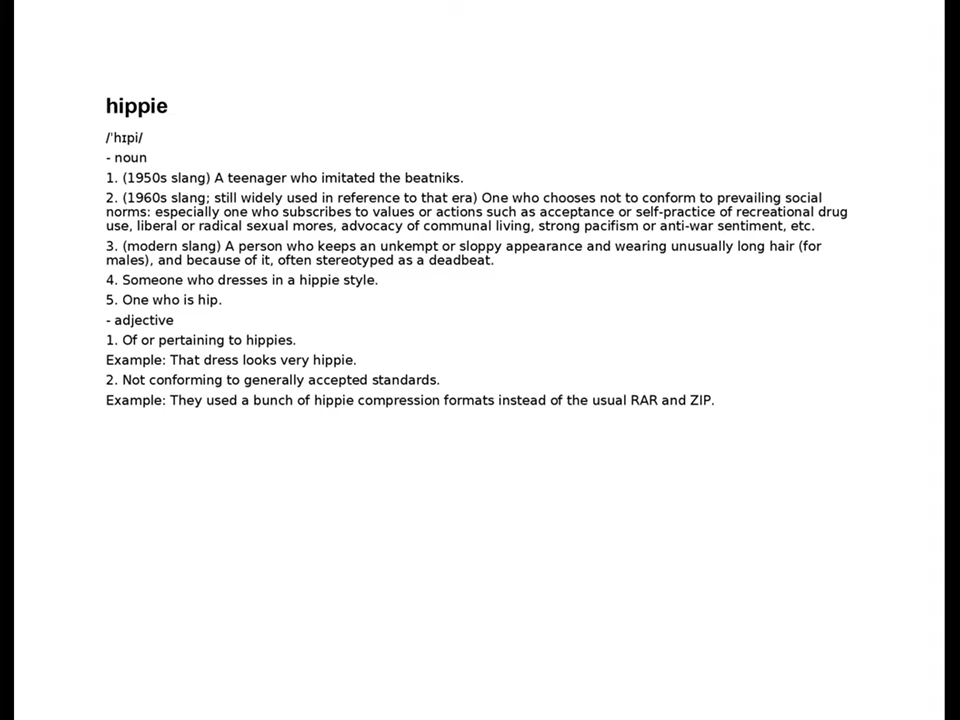 hippie
/ˈhɪpi/
- noun
1. (1950s slang) A teenager who imitated the beatniks.
2. (1960s slang; still widely used in reference to that era) One who chooses not to conform to prevailing social
norms: especially one who subscribes to values or actions such as acceptance or self-practice of recreational drug
use, liberal or radical sexual mores, advocacy of communal living, strong pacifism or anti-war sentiment, etc.
3. (modern slang) A person who keeps an unkempt or sloppy appearance and wearing unusually long hair (for
males), and because of it, often stereotyped as a deadbeat.
4. Someone who dresses in a hippie style.
5. One who is hip.
- adjective
1. Of or pertaining to hippies.
Example: That dress looks very hippie.
2. Not conforming to generally accepted standards.
Example: They used a bunch of hippie compression formats instead of the usual RAR and ZIP.